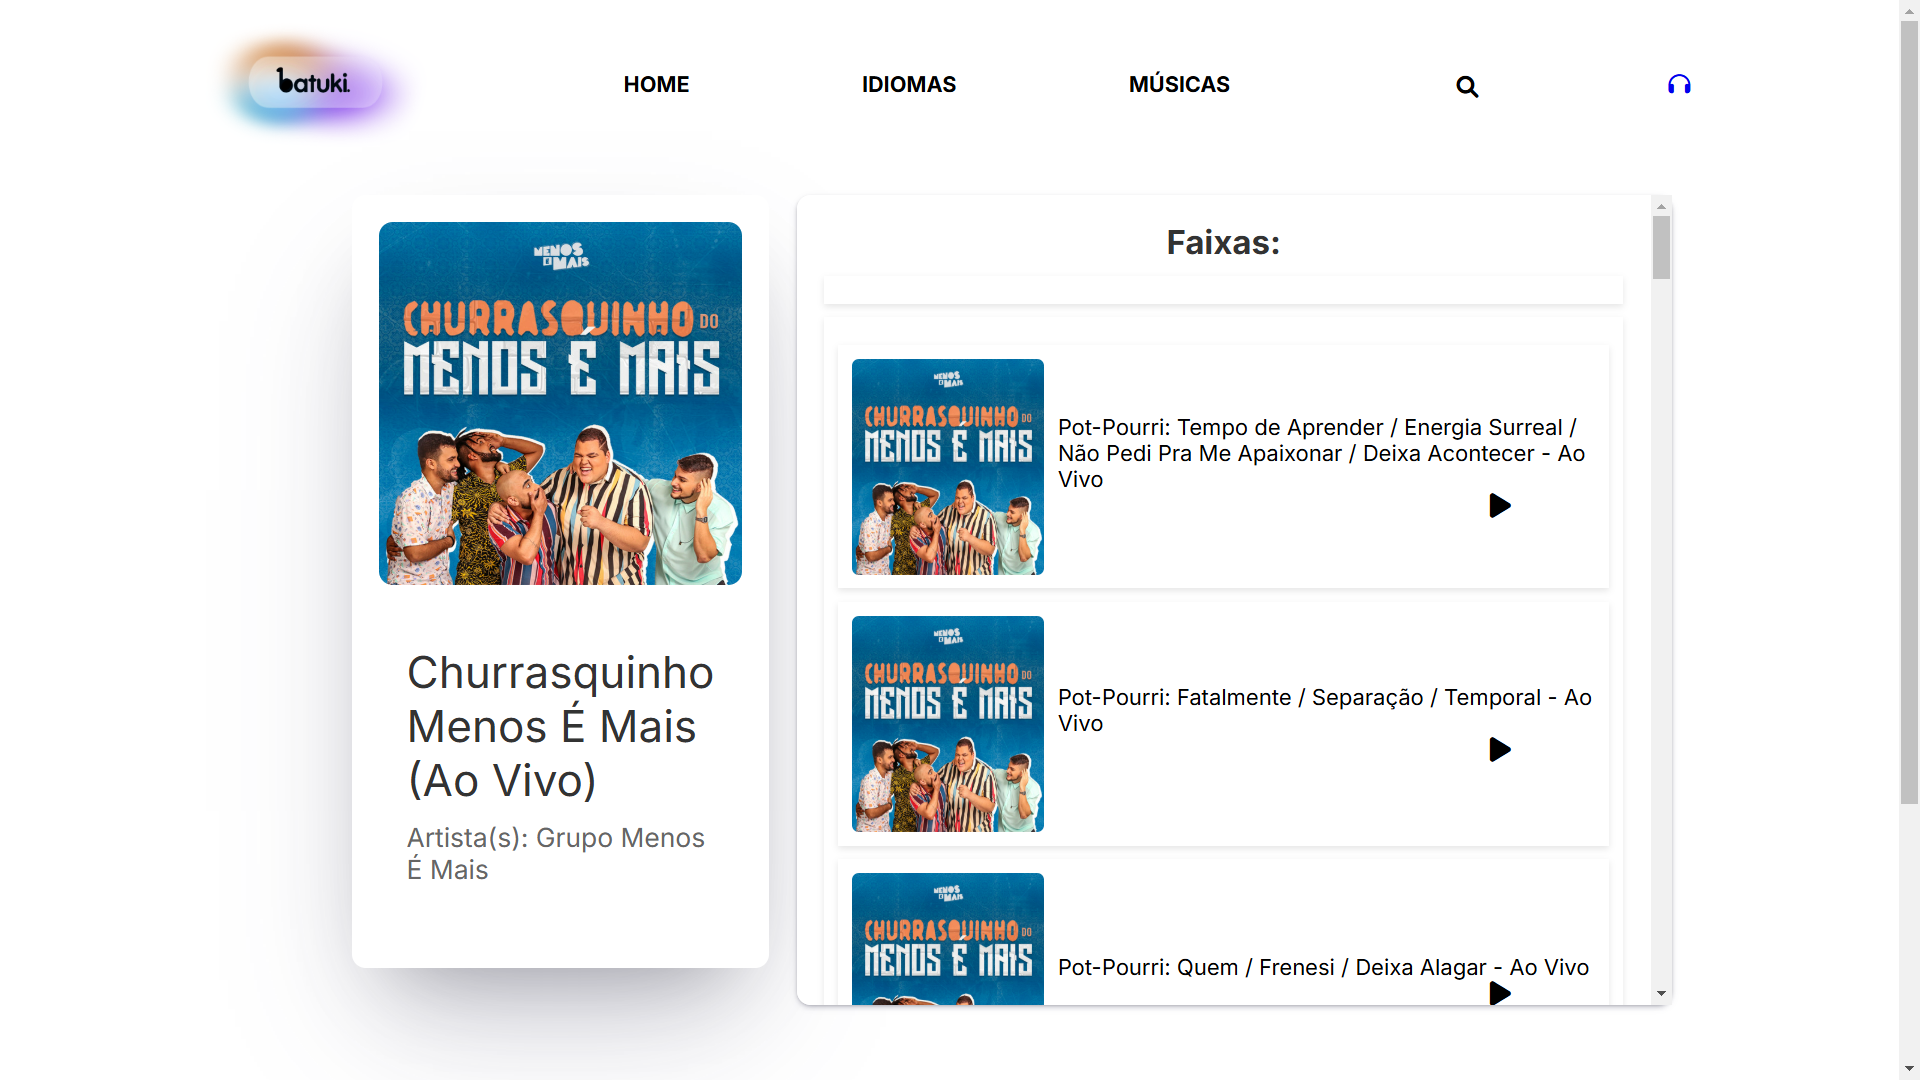 batuki.
HOME
IDIOMAS
MÚSICAS
MENOS
É MAIS
CHURRASQUINHO DO
MENOS É MAIS
Churrasquinho
Menos É Mais
(Ao Vivo)
Artista(s): Grupo Menos
É Mais
Faixas:
MENOS
É MAIS
CHURRASQUINHO DO
MENOS É MAIS
Pot-Pourri: Tempo de Aprender / Energia Surreal /
Não Pedi Pra Me Apaixonar / Deixa Acontecer - Ao
Vivo
MENOS
É MAIS
CHURRASQUINHO DO
MENOS É MAIS
Pot-Pourri: Fatalmente / Separação / Temporal - Ao
Vivo
MENOS
É MAIS
CHURRASQUINHO DO
MENOS É MAIS
Pot-Pourri: Quem / Frenesi / Deixa Alagar - Ao Vivo